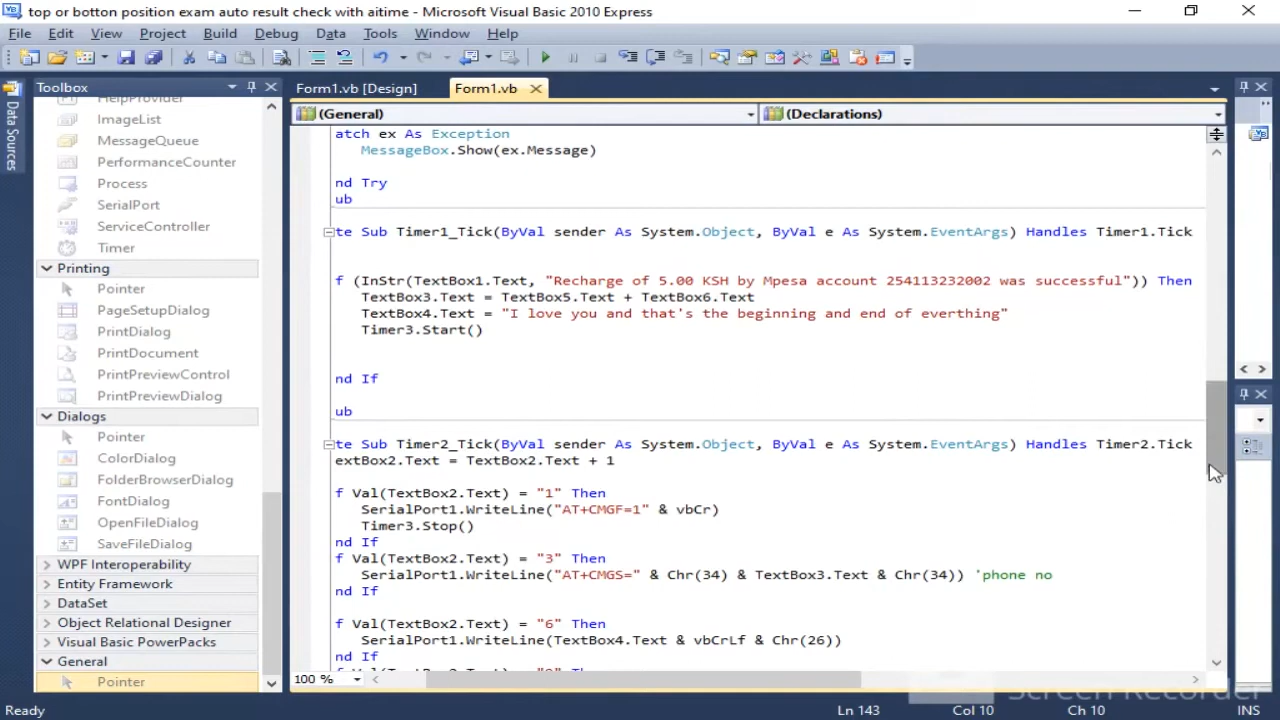 top or botton position exam auto result check with aitime - Microsoft Visual Basic 2010 Express
File Edit View Project Build Debug Data Tools Window Help
Toolbox
Form1.vb [Design] Form1.vb
Data Sources
(General) (Declarations)
HelpProvider
ImageList
MessageQueue
PerformanceCounter
Process
SerialPort
ServiceController
Timer
Printing
Pointer
PageSetupDialog
PrintDialog
PrintDocument
PrintPreviewControl
PrintPreviewDialog
Dialogs
Pointer
ColorDialog
FolderBrowserDialog
FontDialog
OpenFileDialog
SaveFileDialog
WPF Interoperability
Entity Framework
DataSet
Object Relational Designer
Visual Basic PowerPacks
General
Pointer
atch ex As Exception
MessageBox.Show(ex.Message)
nd Try
ub
te Sub Timer1_Tick(ByVal sender As System.Object, ByVal e As System.EventArgs) Handles Timer1.Tick
f (InStr(TextBox1.Text, "Recharge of 5.00 KSH by Mpesa account 254113232002 was successful")) Then
TextBox3.Text = TextBox5.Text + TextBox6.Text
TextBox4.Text = "I love you and that's the beginning and end of everthing"
Timer3.Start()
nd If
ub
te Sub Timer2_Tick(ByVal sender As System.Object, ByVal e As System.EventArgs) Handles Timer2.Tick
extBox2.Text = TextBox2.Text + 1
f Val(TextBox2.Text) = "1" Then
SerialPort1.WriteLine("AT+CMGF=1" & vbCr)
Timer3.Stop()
nd If
f Val(TextBox2.Text) = "3" Then
SerialPort1.WriteLine("AT+CMGS=" & Chr(34) & TextBox3.Text & Chr(34)) 'phone no
nd If
f Val(TextBox2.Text) = "6" Then
SerialPort1.WriteLine(TextBox4.Text & vbCrLf & Chr(26))
nd If
100 %
Screen Recorder
Ready Ln 143 Col 10 Ch 10 INS